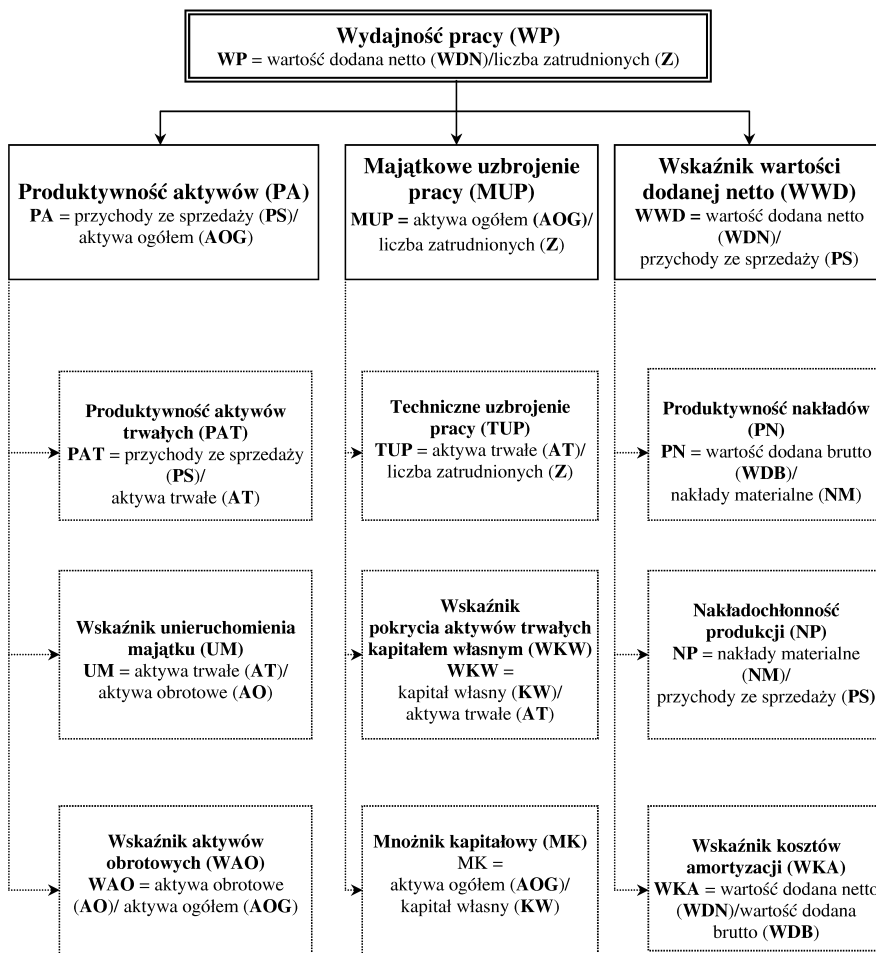 Wydajność pracy (WP)
WP = wartość dodana netto (WDN)/liczba zatrudnionych (Z)
Produktywność aktywów (PA)
PA = przychody ze sprzedaży (PS)/
aktywa ogółem (AOG)
Majątkowe uzbrojenie
pracy (MUP)
MUP = aktywa ogółem (AOG)/
liczba zatrudnionych (Z)
Wskaźnik wartości
dodanej netto (WWD)
WWD = wartość dodana netto
(WDN)/
przychody ze sprzedaży (PS)
Produktywność aktywów
trwałych (PAT)
PAT = przychody ze sprzedaży
(PS)/
aktywa trwałe (AT)
Techniczne uzbrojenie
pracy (TUP)
TUP = aktywa trwałe (AT)/
liczba zatrudnionych (Z)
Produktywność nakładów
(PN)
PN = wartość dodana brutto
(WDB)/
nakłady materialne (NM)
Wskaźnik unieruchomienia
majątku (UM)
UM = aktywa trwałe (AT)/
aktywa obrotowe (AO)
Wskaźnik
pokrycia aktywów trwałych
kapitałem własnym (WKW)
WKW =
kapitał własny (KW)/
aktywa trwałe (AT)
Nakładochłonność
produkcji (NP)
NP = nakłady materialne
(NM)/
przychody ze sprzedaży (PS)
Wskaźnik aktywów
obrotowych (WAO)
WAO = aktywa obrotowe
(AO)/ aktywa ogółem (AOG)
Mnożnik kapitałowy (MK)
MK =
aktywa ogółem (AOG)/
kapitał własny (KW)
Wskaźnik kosztów
amortyzacji (WKA)
WKA = wartość dodana netto
(WDN)/wartość dodana
brutto (WDB)